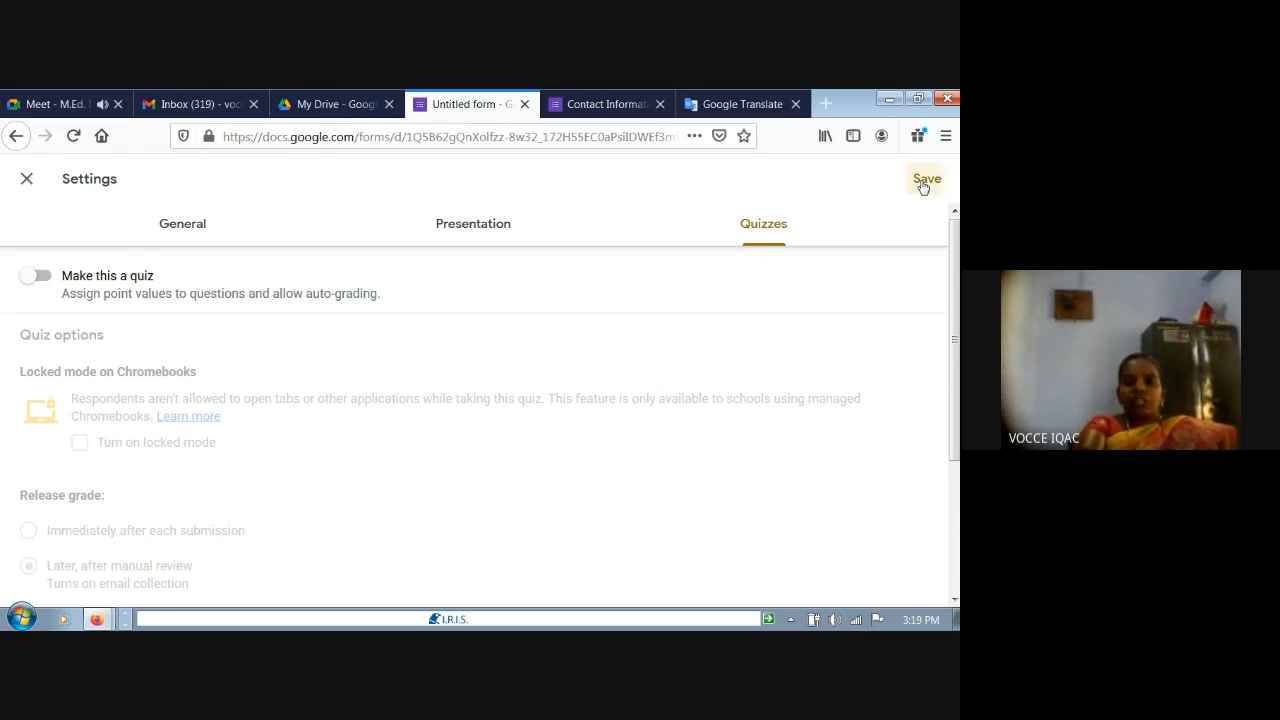 Meet - M.Ed.
Inbox (319) - voc
My Drive - Goog
Untitled form - G
Contact Informat
Google Translate
https://docs.google.com/forms/d/1Q5B62gQnXolfzz-8w32_172H55EC0aPsiIDWEf3m
Settings
Save
General
Presentation
Quizzes
Make this a quiz
Assign point values to questions and allow auto-grading.
Quiz options
Locked mode on Chromebooks
Respondents aren't allowed to open tabs or other applications while taking this quiz. This feature is only available to schools using managed
Chromebooks. Learn more
Turn on locked mode
Release grade:
Immediately after each submission
Later, after manual review
Turns on email collection
I.R.I.S.
3:19 PM
VOCCE IQAC